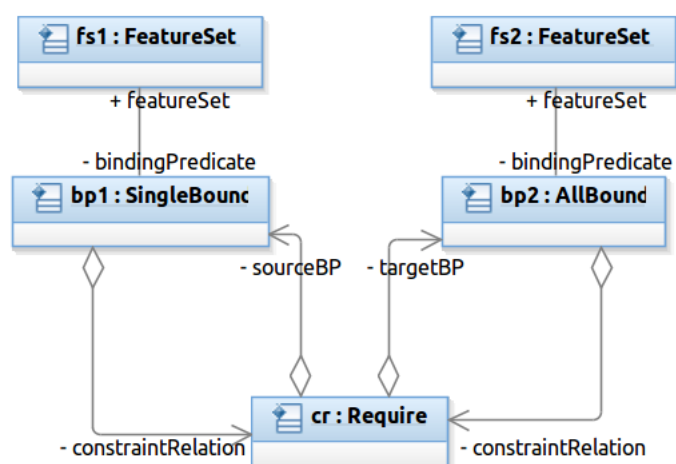 fs1 : FeatureSet
fs2 : FeatureSet
+ featureSet
+ featureSet
- bindingPredicate
- bindingPredicate
bp1 : SingleBounc
bp2 : AllBound
- sourceBP
- targetBP
cr : Require
- constraintRelation
- constraintRelation